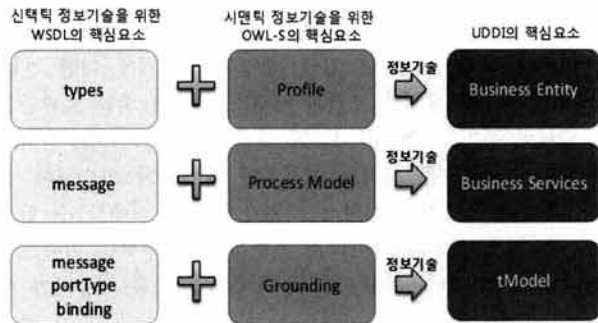 신택틱 정보기술을 위한
WSDL의 핵심요소
시맨틱 정보기술을 위한
OWL-S의 핵심요소
UDDI의 핵심요소
types
Profile
정보기술
Business Entity
message
Process Model
정보기술
Business Services
message
portType
binding
Grounding
정보기술
tModel